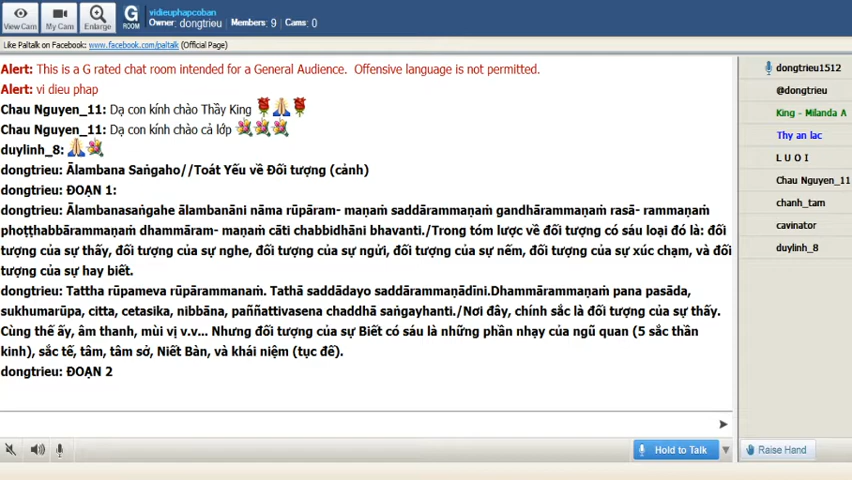 View Cam
My Cam
Enlarge
G
ROOM
vidieuphapcoban
Owner: dongtrieu Members: 9 Cams: 0
Like Paltalk on Facebook: www.facebook.com/paltalk (Official Page)
Alert: This is a G rated chat room intended for a General Audience. Offensive language is not permitted.
Alert: vi dieu phap
Chau Nguyen_11: Dạ con kính chào Thầy King
Chau Nguyen_11: Dạ con kính chào cả lớp
duylinh_8:
dongtrieu: Ālambana Saṅgaho//Toát Yếu về Đối tượng (cảnh)
dongtrieu: ĐOẠN 1:
dongtrieu: Ālambanasaṅgahe ālambanāni nāma rūpāram- maṇaṁ saddārammaṇaṁ gandhārammaṇaṁ rasā- rammaṇaṁ
phoṭṭhabbārammaṇaṁ dhammāram- maṇaṁ cāti chabbidhāni bhavanti./Trong tóm lược về đối tượng có sáu loại đó là: đối
tượng của sự thấy, đối tượng của sự nghe, đối tượng của sự ngửi, đối tượng của sự nếm, đối tượng của sự xúc chạm, và đối
tượng của sự hay biết.
dongtrieu: Tattha rūpameva rūpārammanaṁ. Tathā saddādayo saddārammaṇādīni.Dhammārammaṇaṁ pana pasāda,
sukhumarūpa, citta, cetasika, nibbāna, paññattivasena chaddhā saṅgayhanti./Nơi đây, chính sắc là đối tượng của sự thấy.
Cùng thế ấy, âm thanh, mùi vị v.v... Nhưng đối tượng của sự Biết có sáu là những phần nhạy của ngũ quan (5 sắc thần
kinh), sắc tế, tâm, tâm sở, Niết Bàn, và khái niệm (tục đế).
dongtrieu: ĐOẠN 2
dongtrieu1512
@dongtrieu
King - Milanda A
Thy an lac
L U O I
Chau Nguyen_11
chanh_tam
cavinator
duylinh_8
Hold to Talk
Raise Hand